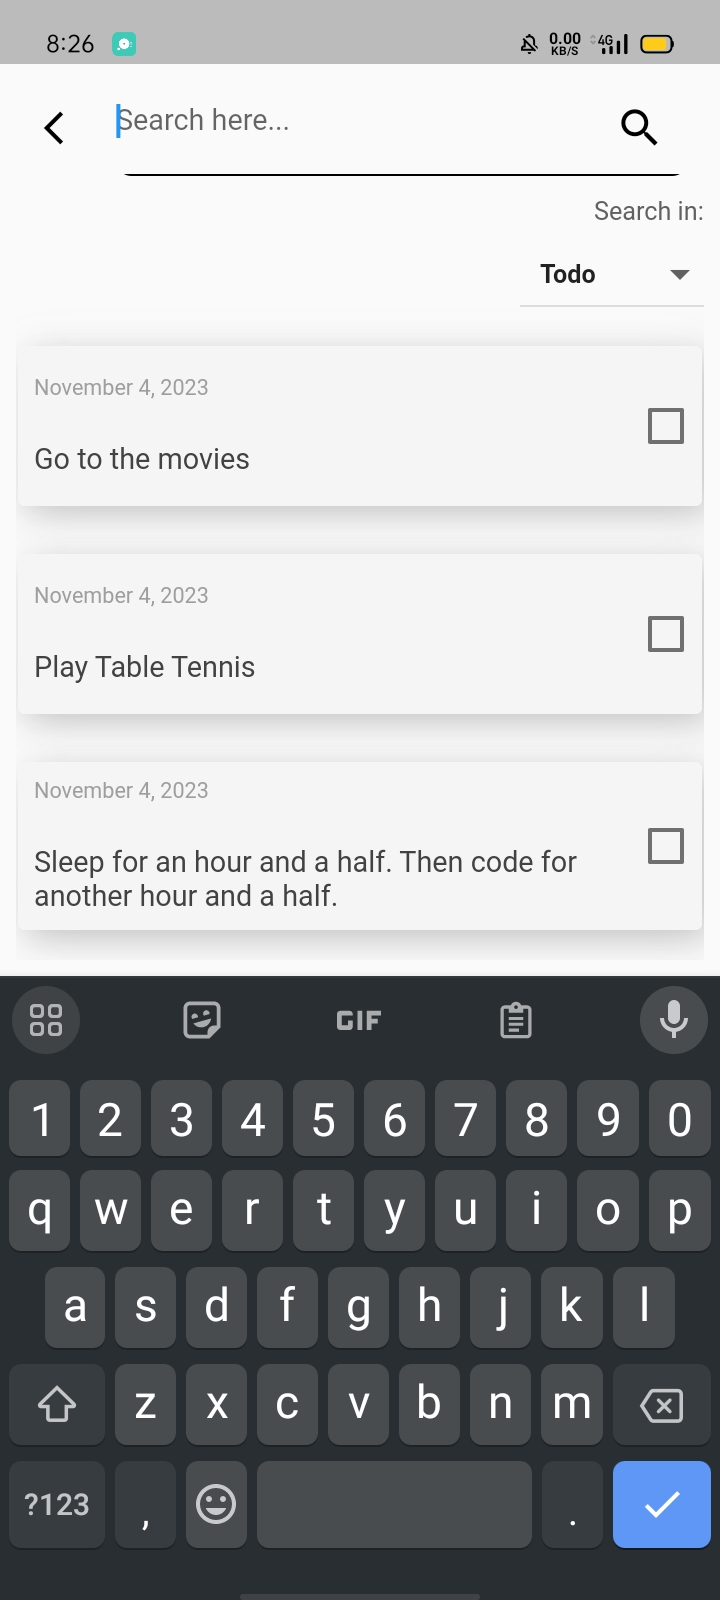 8:26
0.00
KB/S
4G
Search here...
Search in:
Todo
November 4, 2023
Go to the movies
November 4, 2023
Play Table Tennis
November 4, 2023
Sleep for an hour and a half. Then code for
another hour and a half.
GIF
1 2 3 4 5 6 7 8 9 0
q w e r t y u i o p
a s d f g h j k l
z x c v b n m
?123 , .